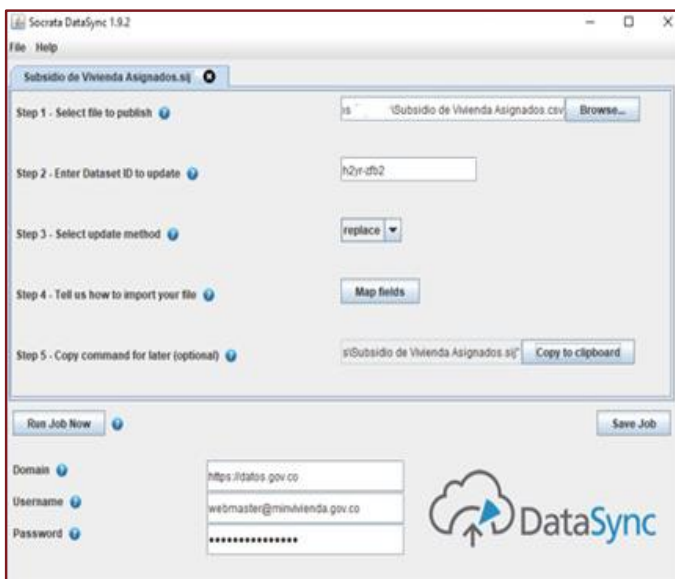 Socrata DataSync 1.9.2
File Help
Subsidio de Vivienda Asignados.sij
Step 1 - Select file to publish ? \Subsidio de Vivienda Asignados.csv Browse...
Step 2 - Enter Dataset ID to update ? h2yr-zfb2
Step 3 - Select update method ? replace
Step 4 - Tell us how to import your file ? Map fields
Step 5 - Copy command for later (optional) ? s\Subsidio de Vivienda Asignados.sij" Copy to clipboard
Run Job Now ? Save Job
Domain ? https://datos.gov.co
Username ? webmaster@minvivienda.gov.co
Password ? •••••••••••••••
DataSync